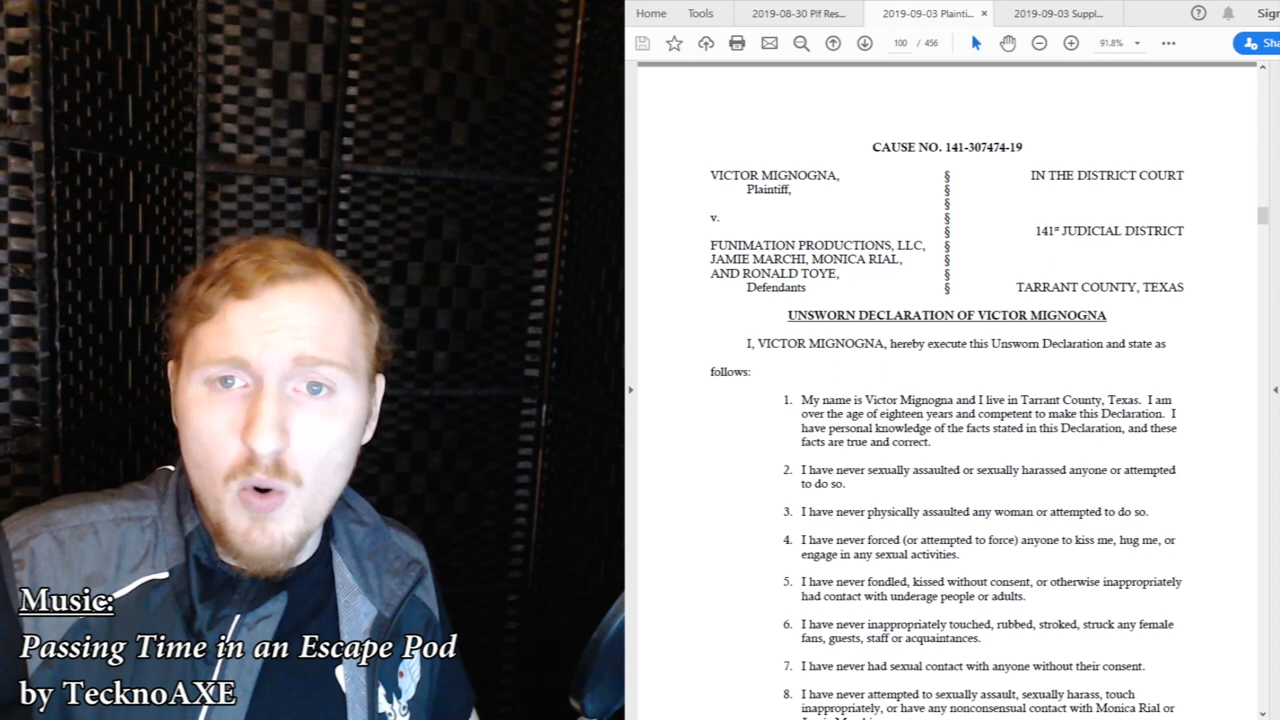 Home Tools 2019-08-30 Plf Res... 2019-09-03 Plainti... × 2019-09-03 Suppl...
100 / 456 91.8%
CAUSE NO. 141-307474-19
VICTOR MIGNOGNA, § IN THE DISTRICT COURT
Plaintiff, §
§
v. §
§ 141st JUDICIAL DISTRICT
FUNIMATION PRODUCTIONS, LLC, §
JAMIE MARCHI, MONICA RIAL, §
AND RONALD TOYE, §
Defendants § TARRANT COUNTY, TEXAS
UNSWORN DECLARATION OF VICTOR MIGNOGNA
I, VICTOR MIGNOGNA, hereby execute this Unsworn Declaration and state as
follows:
1. My name is Victor Mignogna and I live in Tarrant County, Texas. I am
over the age of eighteen years and competent to make this Declaration. I
have personal knowledge of the facts stated in this Declaration, and these
facts are true and correct.
2. I have never sexually assaulted or sexually harassed anyone or attempted
to do so.
3. I have never physically assaulted any woman or attempted to do so.
4. I have never forced (or attempted to force) anyone to kiss me, hug me, or
engage in any sexual activities.
5. I have never fondled, kissed without consent, or otherwise inappropriately
had contact with underage people or adults.
6. I have never inappropriately touched, rubbed, stroked, struck any female
fans, guests, staff or acquaintances.
7. I have never had sexual contact with anyone without their consent.
8. I have never attempted to sexually assault, sexually harass, touch
inappropriately, or have any nonconsensual contact with Monica Rial or
Music:
Passing Time in an Escape Pod
by TecknoAXE